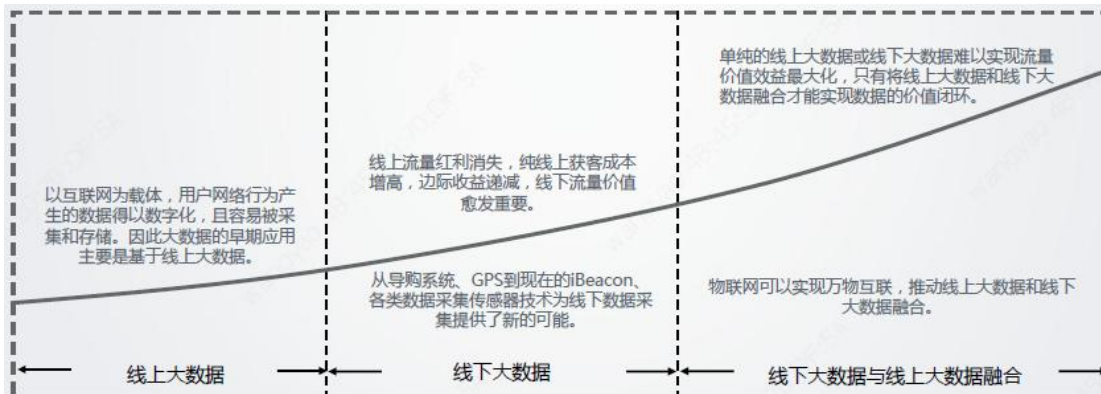 单纯的线上大数据或线下大数据难以实现流量
价值效益最大化，只有将线上大数据和线下大
数据融合才能实现数据的价值闭环。
线上流量红利消失，纯线上获客成本
增高，边际收益递减，线下流量价值
愈发重要。
以互联网为载体，用户网络行为产
生的数据得以数字化，且容易被采
集和存储。因此大数据的早期应用
主要是基于线上大数据。
从导购系统、GPS到现在的iBeacon、
各类数据采集传感器技术为线下数据采
集提供了新的可能。
物联网可以实现万物互联，推动线上大数据和线下
大数据融合。
线上大数据
线下大数据
线下大数据与线上大数据融合